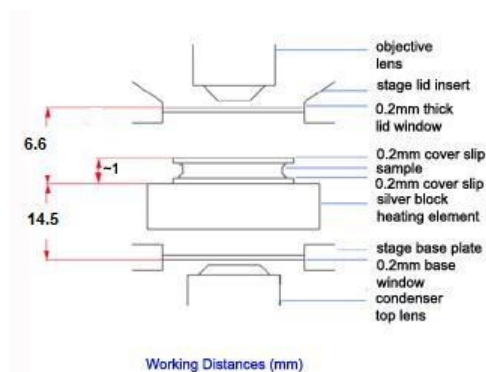 objective
lens
stage lid insert
0.2mm thick
lid window
6.6
0.2mm cover slip
~1
sample
0.2mm cover slip
silver block
heating element
14.5
stage base plate
0.2mm base
window
condenser
top lens
Working Distances (mm)